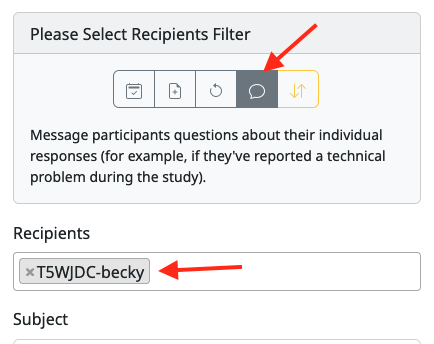 Please Select Recipients Filter
Message participants questions about their individual
responses (for example, if they've reported a technical
problem during the study).
Recipients
×T5WJDC-becky
Subject